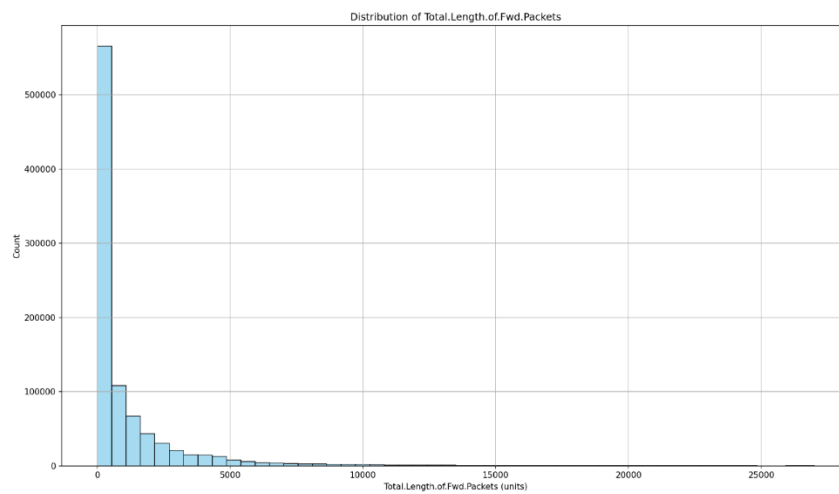 Distribution of Total.Length.of.Fwd.Packets
500000
400000
300000
200000
100000
0
Count
0 5000 10000 15000 20000 25000
Total.Length.of.Fwd.Packets (units)